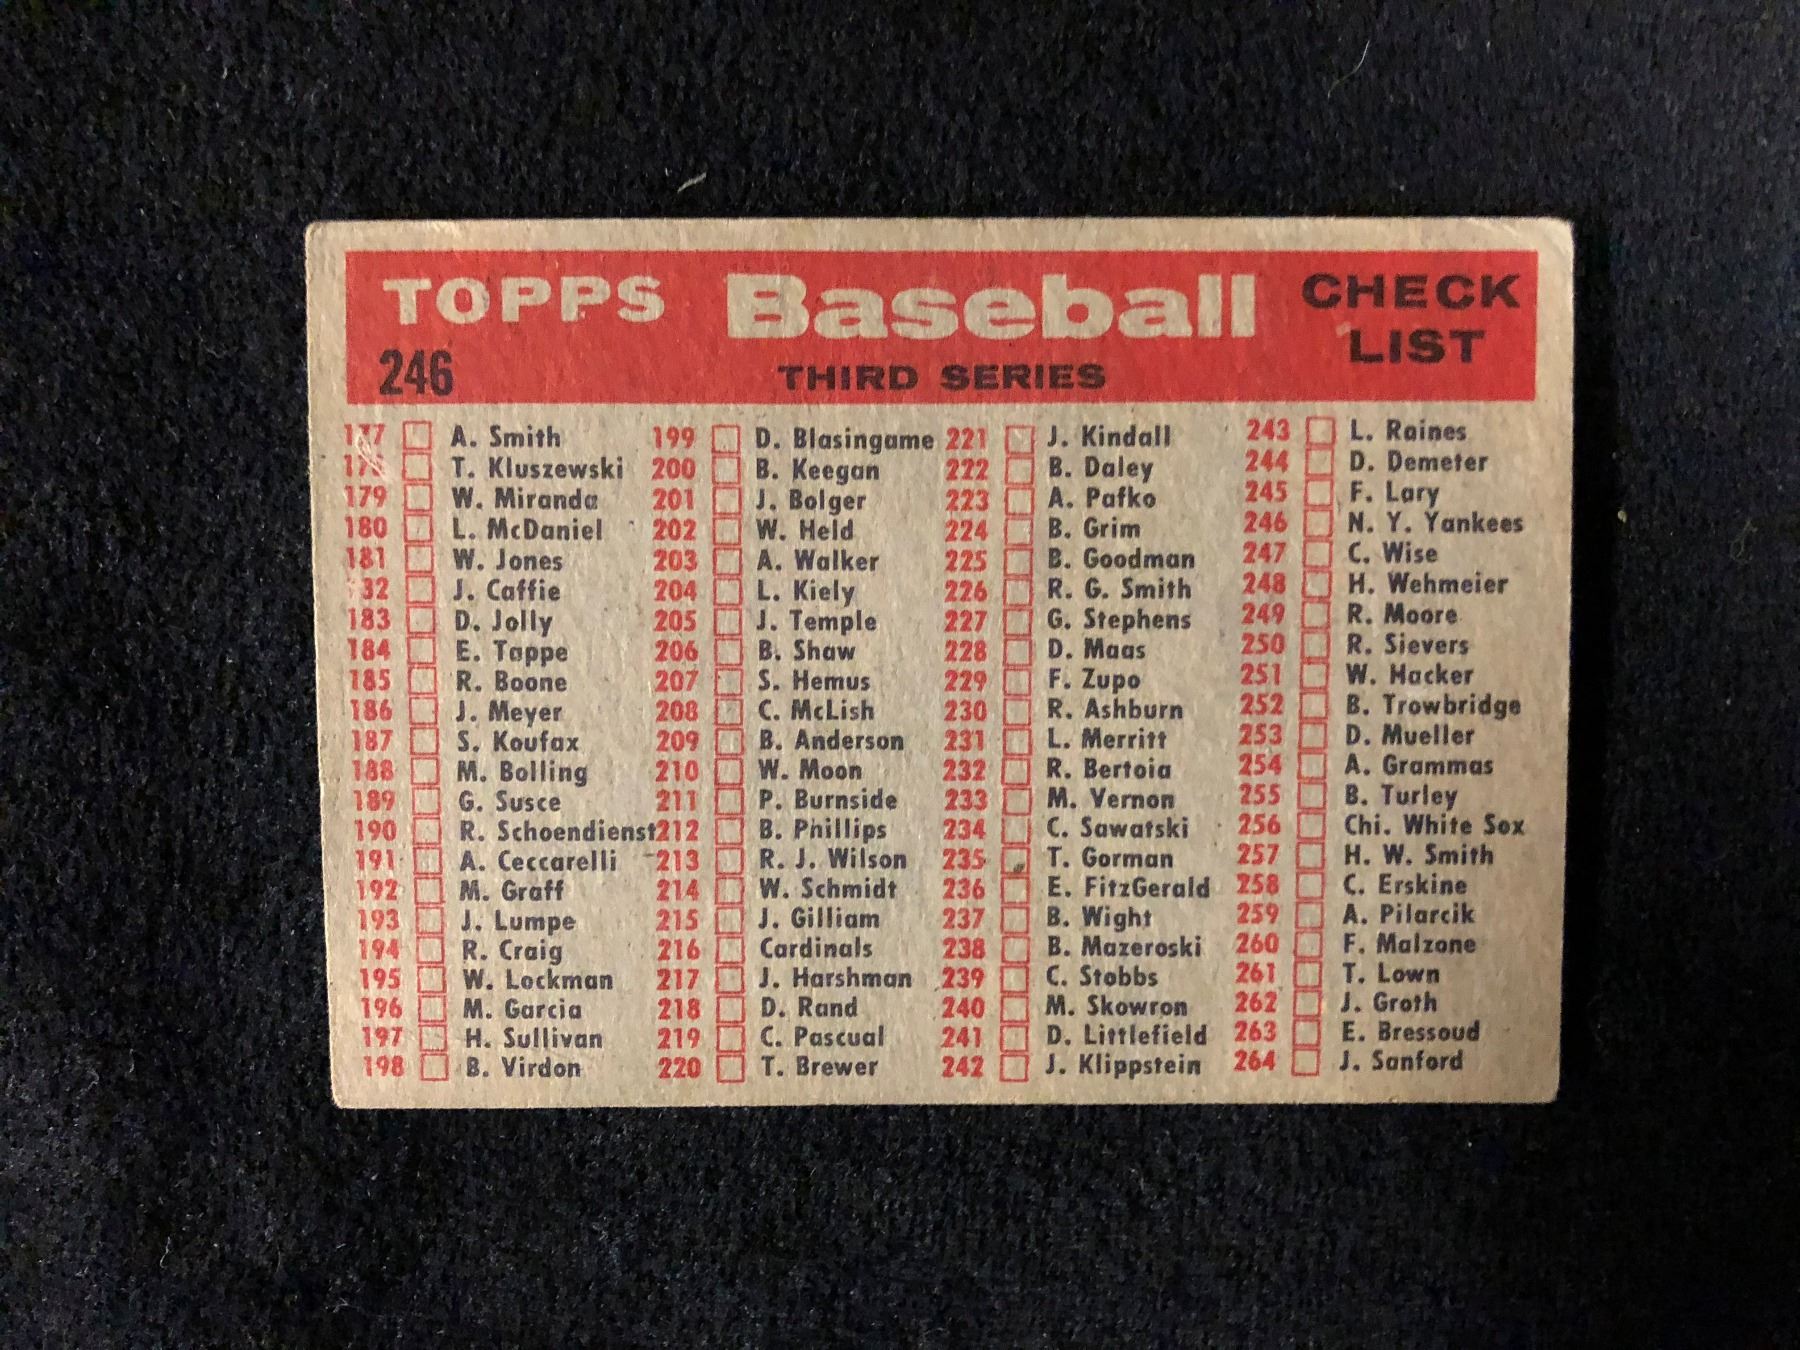 TOPPS Baseball CHECK LIST
246 THIRD SERIES
177 A. Smith
178 T. Kluszewski
179 W. Miranda
180 L. McDaniel
181 W. Jones
32 J. Caffie
183 D. Jolly
184 E. Tappe
185 R. Boone
186 J. Meyer
187 S. Koufax
188 M. Bolling
189 G. Susce
190 R. Schoendienst
191 A. Ceccarelli
192 M. Graff
193 J. Lumpe
194 R. Craig
195 W. Lockman
196 M. Garcia
197 H. Sullivan
198 B. Virdon
199 D. Blasingame
200 B. Keegan
201 J. Bolger
202 W. Held
203 A. Walker
204 L. Kiely
205 J. Temple
206 B. Shaw
207 S. Hemus
208 C. McLish
209 B. Anderson
210 W. Moon
211 P. Burnside
212 B. Phillips
213 R. J. Wilson
214 W. Schmidt
215 J. Gilliam
216 Cardinals
217 J. Harshman
218 D. Rand
219 C. Pascual
220 T. Brewer
221 J. Kindall
222 B. Daley
223 A. Pafko
224 B. Grim
225 B. Goodman
226 R. G. Smith
227 G. Stephens
228 D. Maas
229 F. Zupo
230 R. Ashburn
231 L. Merritt
232 R. Bertoia
233 M. Vernon
234 C. Sawatski
235 T. Gorman
236 E. FitzGerald
237 B. Wight
238 B. Mazeroski
239 C. Stobbs
240 M. Skowron
241 D. Littlefield
242 J. Klippstein
243 L. Raines
244 D. Demeter
245 F. Lary
246 N. Y. Yankees
247 C. Wise
248 H. Wehmeier
249 R. Moore
250 R. Sievers
251 W. Hacker
252 B. Trowbridge
253 D. Mueller
254 A. Grammas
255 B. Turley
256 Chi. White Sox
257 H. W. Smith
258 C. Erskine
259 A. Pilarcik
260 F. Malzone
261 T. Lown
262 J. Groth
263 E. Bressoud
264 J. Sanford